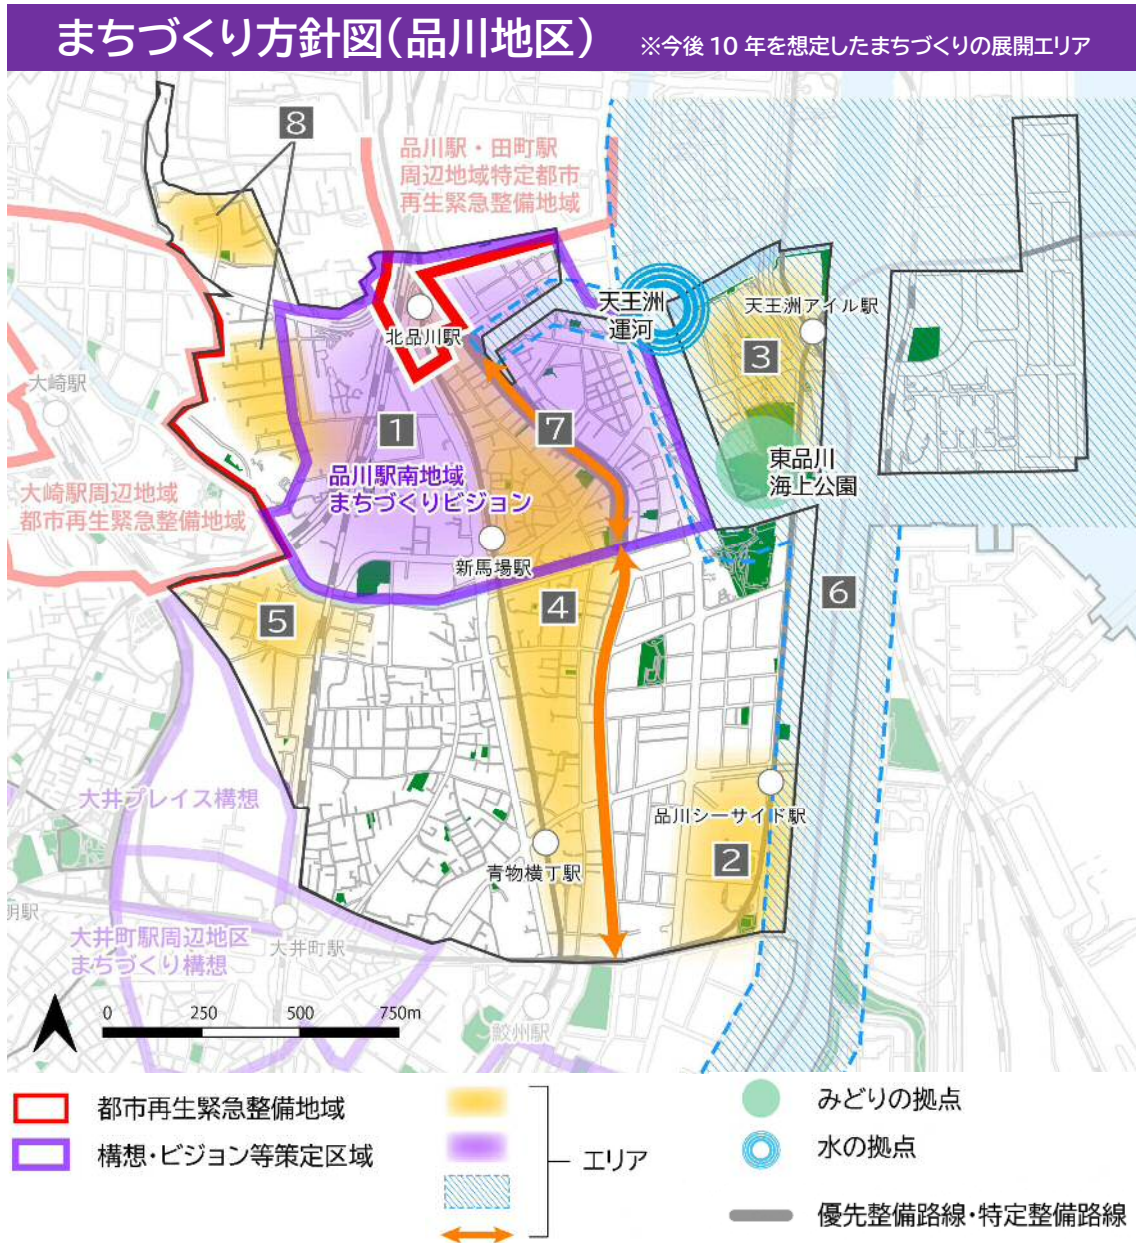 まちづくり方針図(品川地区)
※今後 10 年を想定したまちづくりの展開エリア
8
品川駅・田町駅
周辺地域特定都市
再生緊急整備地域
天王洲
運河
天王洲アイル駅
北品川駅
3
大崎駅
1
7
品川駅南地域
まちづくりビジョン
東品川
海上公園
大崎駅周辺地域
都市再生緊急整備地域
新馬場駅
5
4
6
大井プレイス構想
品川シーサイド駅
2
青物横丁駅
明駅
大井町駅周辺地区
まちづくり構想
大井町駅
0 250 500 750m
鮫州駅
都市再生緊急整備地域
構想・ビジョン等策定区域
エリア
みどりの拠点
水の拠点
優先整備路線・特定整備路線